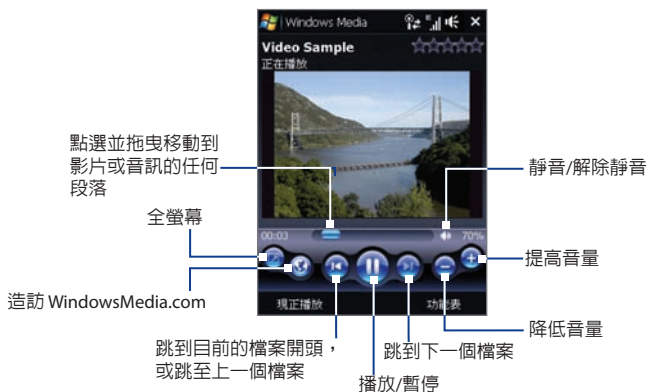 Windows Media
Video Sample
正在播放
點選並拖曳移動到
影片或音訊的任何
段落
靜音/解除靜音
全螢幕
00:03
70%
提高音量
造訪 WindowsMedia.com
現正播放
功能表
降低音量
跳到目前的檔案開頭，
或跳至上一個檔案
跳到下一個檔案
播放/暫停